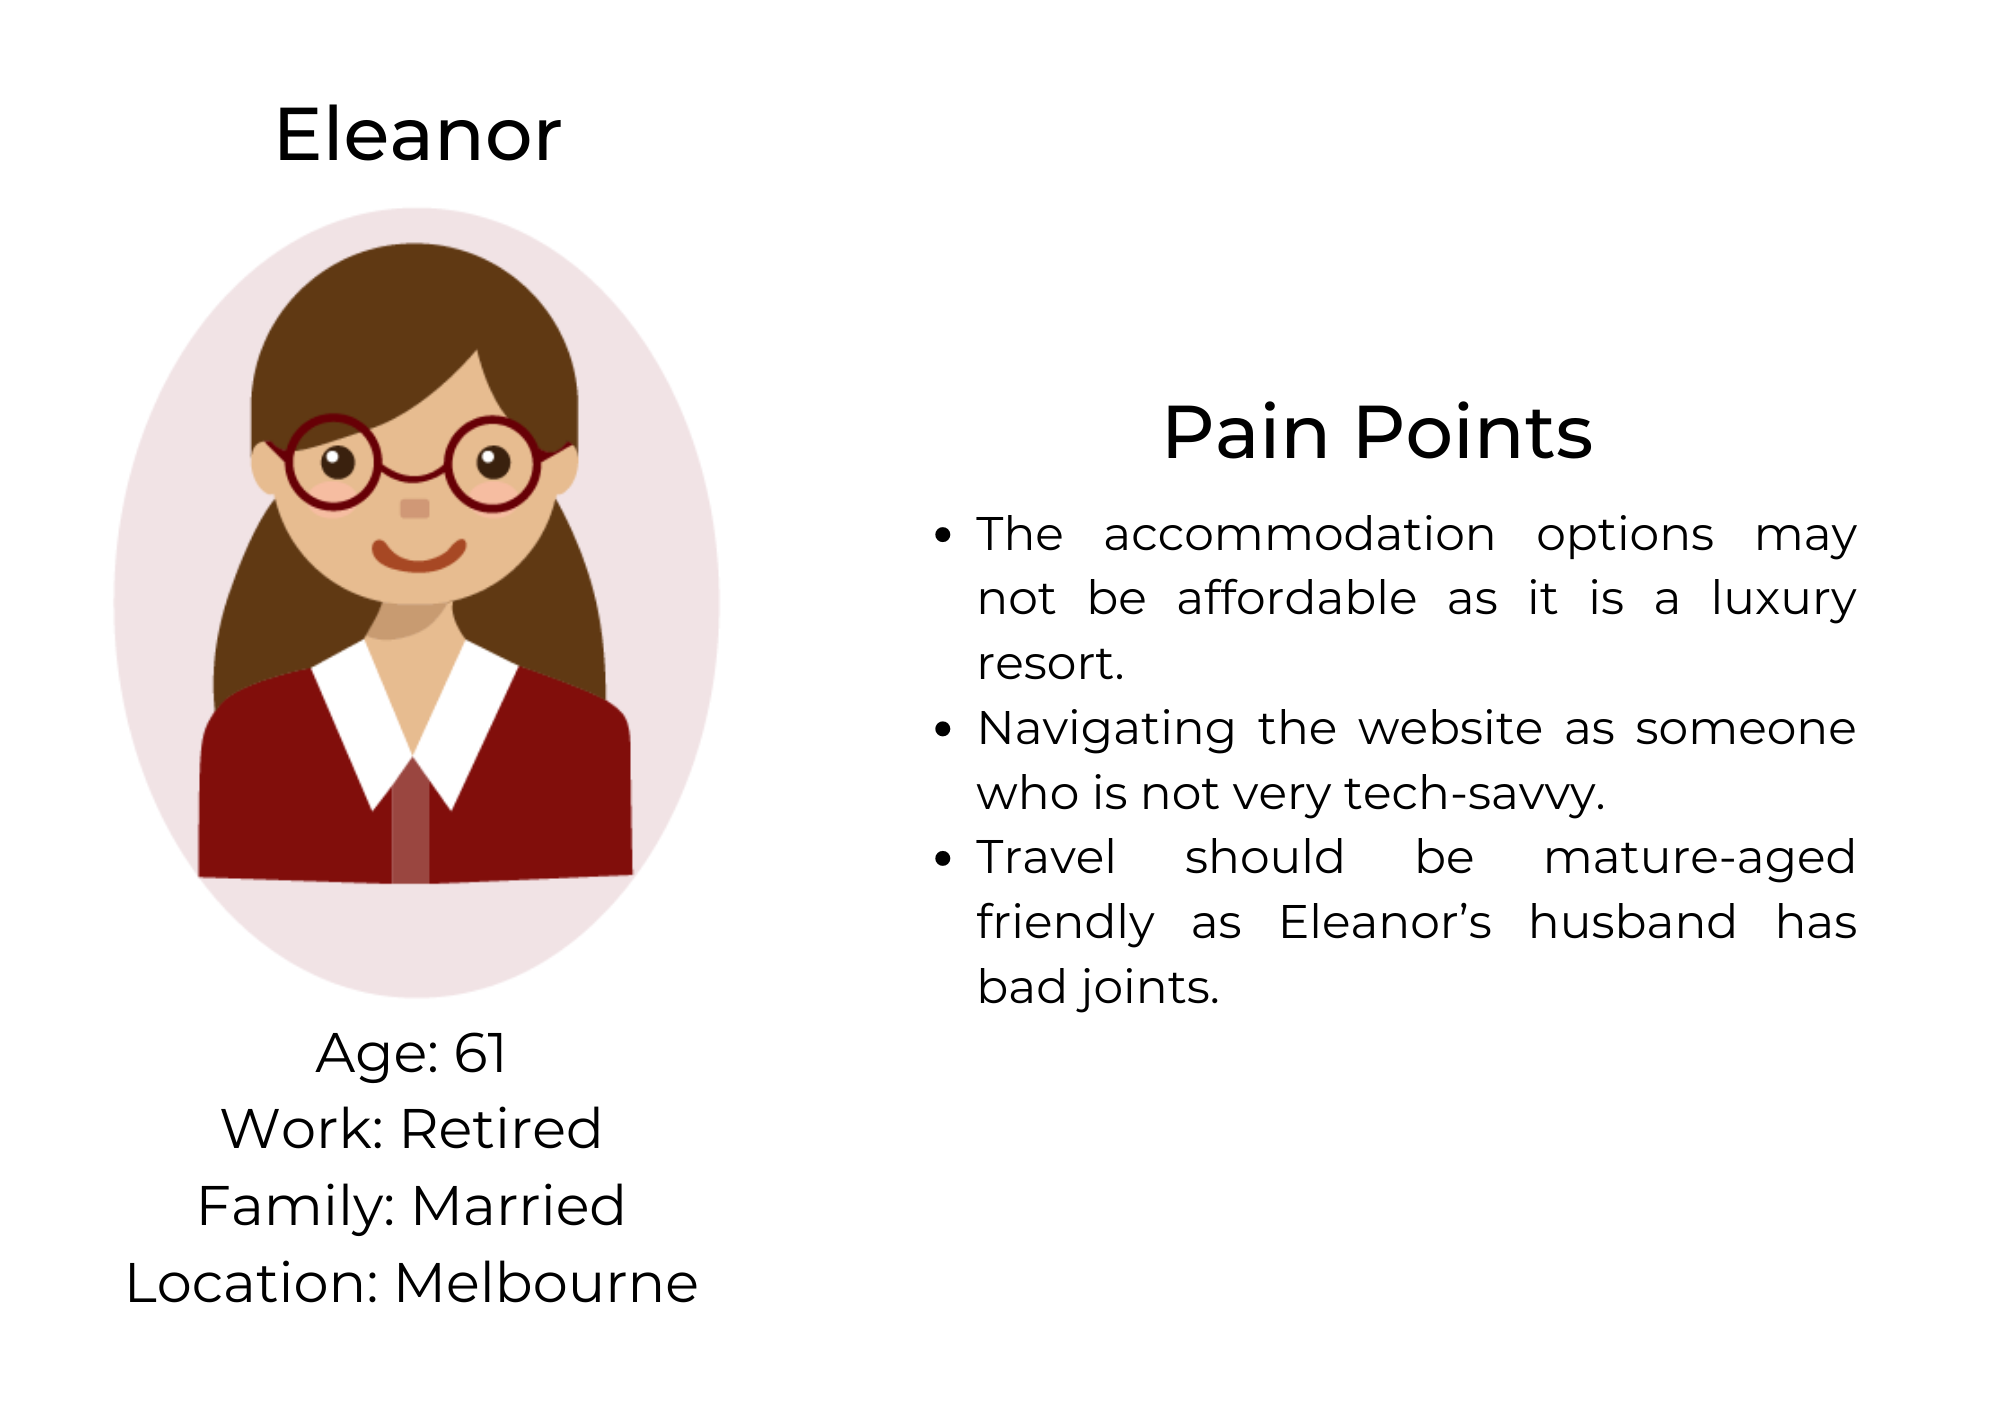 Eleanor
Age: 61
Work: Retired
Family: Married
Location: Melbourne
Pain Points
• The accommodation options may
not be affordable as it is a luxury
resort.
• Navigating the website as someone
who is not very tech-savvy.
• Travel should be mature-aged
friendly as Eleanor’s husband has
bad joints.